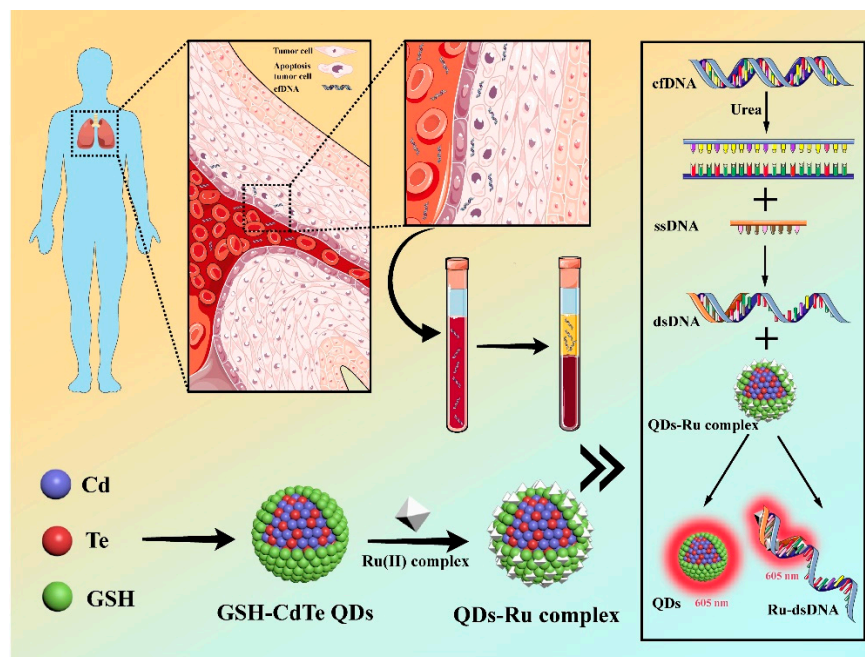 Tumor cell
Apoptosis
tumor cell
cfDNA
cfDNA
Urea
+
ssDNA
dsDNA
+
QDs-Ru complex
605 nm
QDs
605 nm
Ru-dsDNA
Cd
Te
GSH
Ru(II) complex
GSH-CdTe QDs
QDs-Ru complex